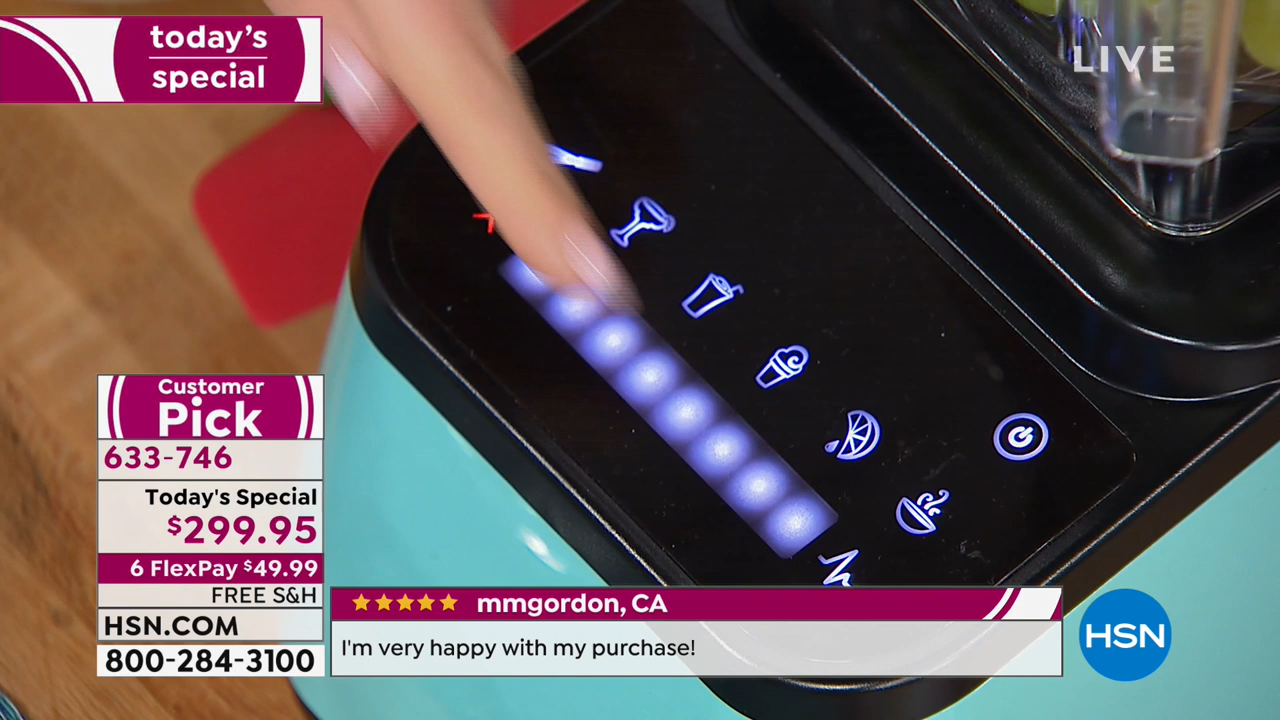 today's
special
LIVE
Customer
Pick
633-746
Today's Special
$299.95
6 FlexPay $49.99
FREE S&H
HSN.COM
800-284-3100
mmgordon, CA
I'm very happy with my purchase!
HSN